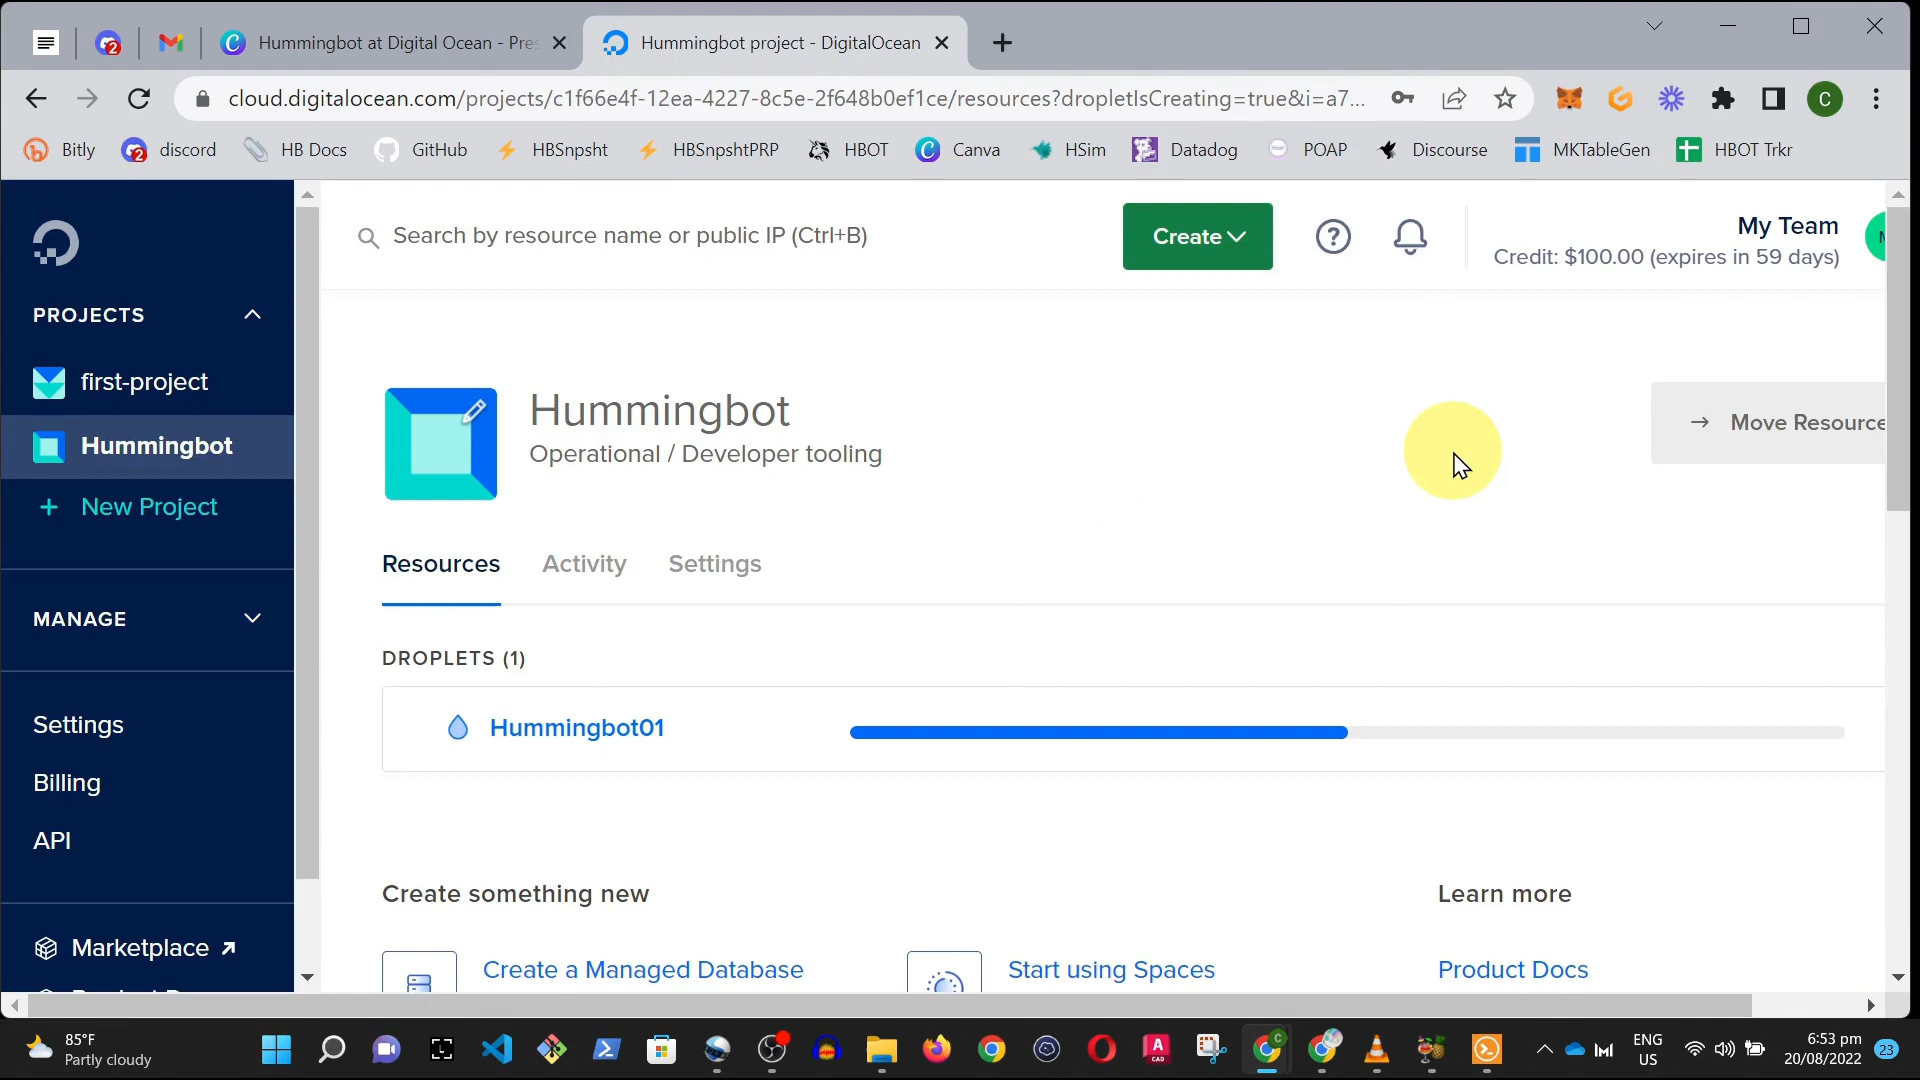 Hummingbot at Digital Ocean - Pres
Hummingbot project - DigitalOcean
cloud.digitalocean.com/projects/c1f66e4f-12ea-4227-8c5e-2f648b0ef1ce/resources?dropletIsCreating=true&i=a7...
C
Bitly
discord
HB Docs
GitHub
HBSnpsht
HBSnpshtPRP
HBOT
Canva
HSim
Datadog
POAP
Discourse
MKTableGen
HBOT Trkr
Search by resource name or public IP (Ctrl+B)
Create
My Team
Credit: $100.00 (expires in 59 days)
PROJECTS
first-project
Hummingbot
+ New Project
MANAGE
Settings
Billing
API
Marketplace
Hummingbot
Operational / Developer tooling
→ Move Resource
Resources
Activity
Settings
DROPLETS (1)
Hummingbot01
Create something new
Learn more
Create a Managed Database
Start using Spaces
Product Docs
85°F
Partly cloudy
ENG
US
6:53 pm
20/08/2022
23